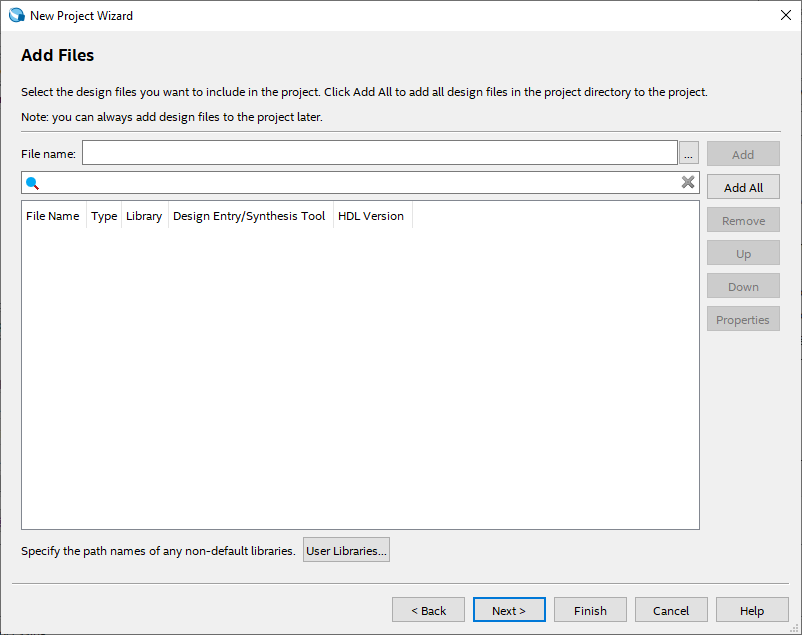 New Project Wizard
Add Files
Select the design files you want to include in the project. Click Add All to add all design files in the project directory to the project.
Note: you can always add design files to the project later.
File name: ... Add
Add All
File Name Type Library Design Entry/Synthesis Tool HDL Version
Remove
Up
Down
Properties
Specify the path names of any non-default libraries. User Libraries...
< Back Next > Finish Cancel Help